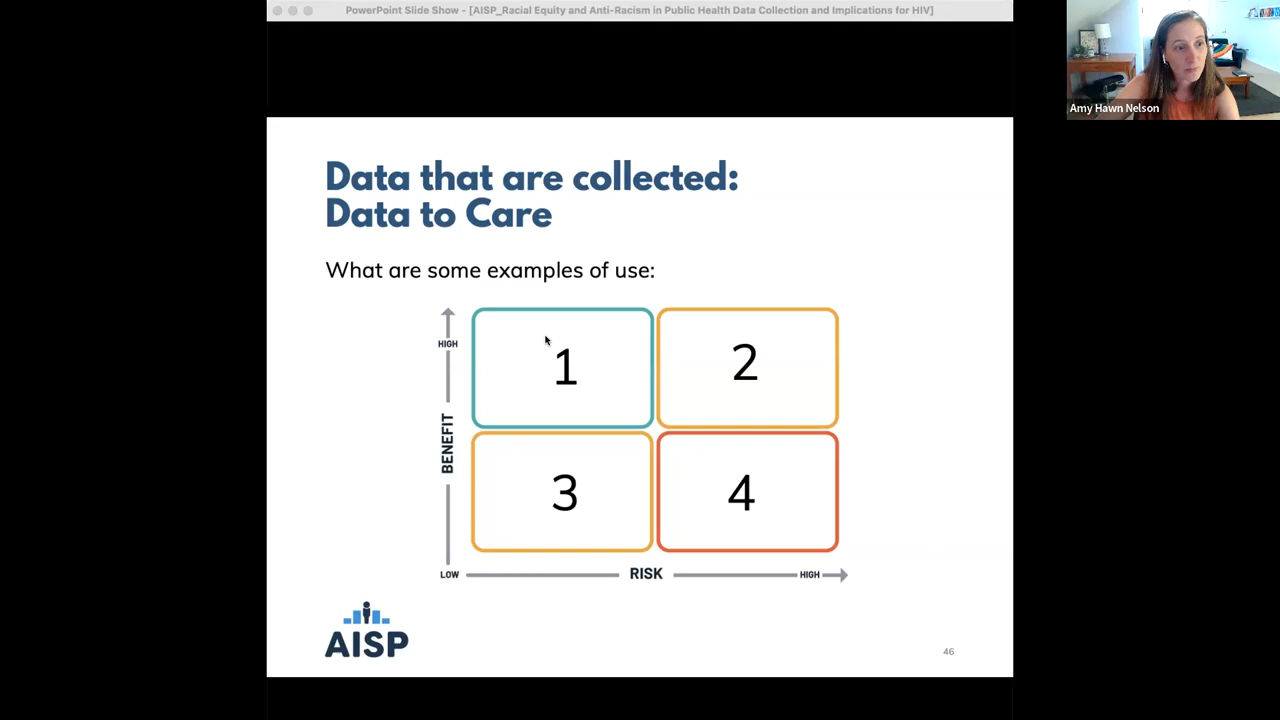 PowerPoint Slide Show - [AISP_Racial Equity and Anti-Racism in Public Health Data Collection and Implications for HIV]
Amy Hawn Nelson
Data that are collected:
Data to Care
What are some examples of use:
HIGH
BENEFIT
1
2
3
4
LOW
RISK
HIGH
AISP
46